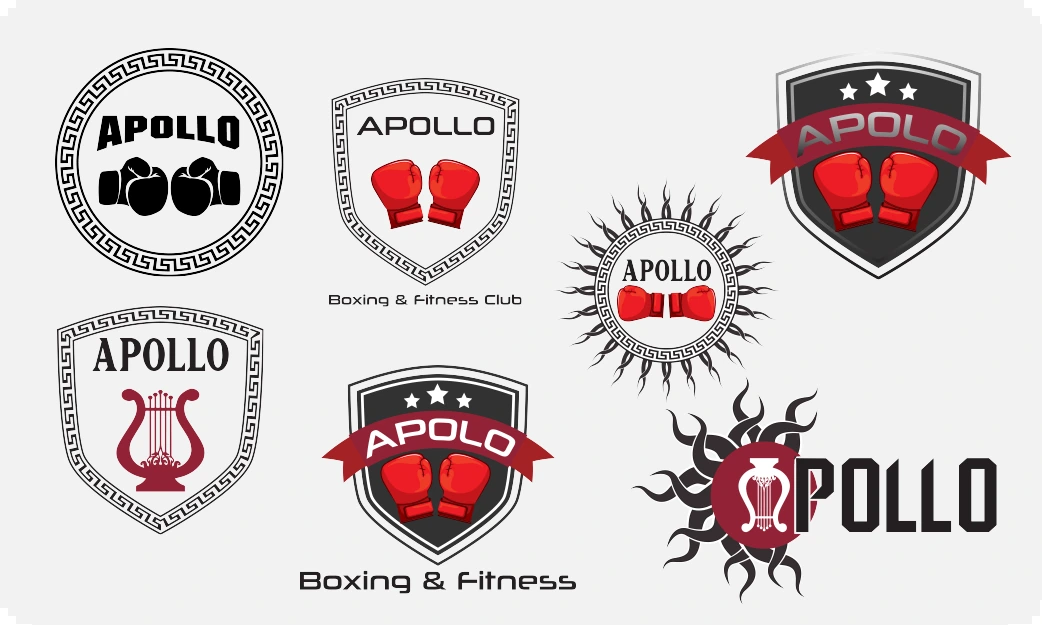 APOLLO
APOLLO
Boxing & Fitness Club
APOLO
APOLLO
APOLLO
APOLO
Boxing & Fitness
POLLO